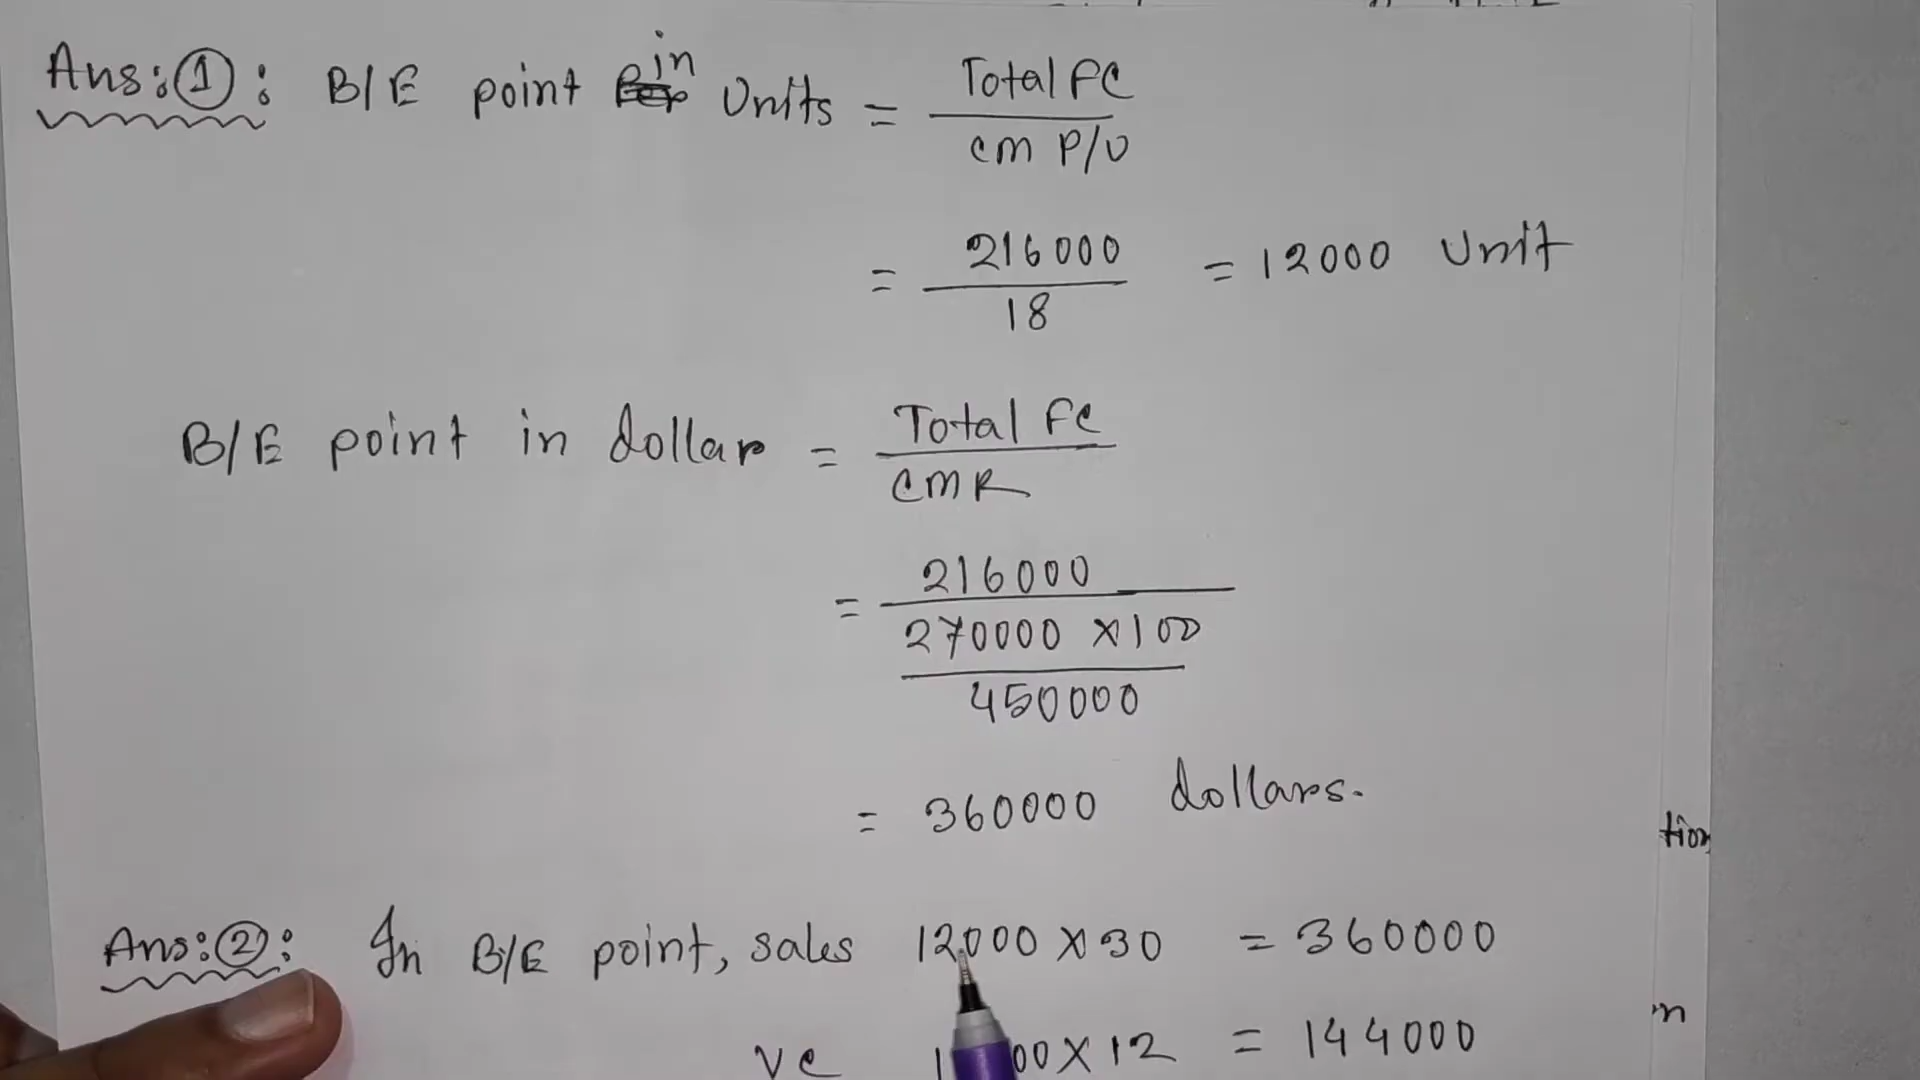 Ans:①: B/E point in Units = Total FC
cm P/U
= 216000 = 12000 Unit
18
B/E point in dollar = Total FC
CMR
= 216000
270000 ×100
450000
= 360000 dollars.
tion
Ans:②: In B/E point, sales 12000 × 30 = 360000
vc 00 × 12 = 144000